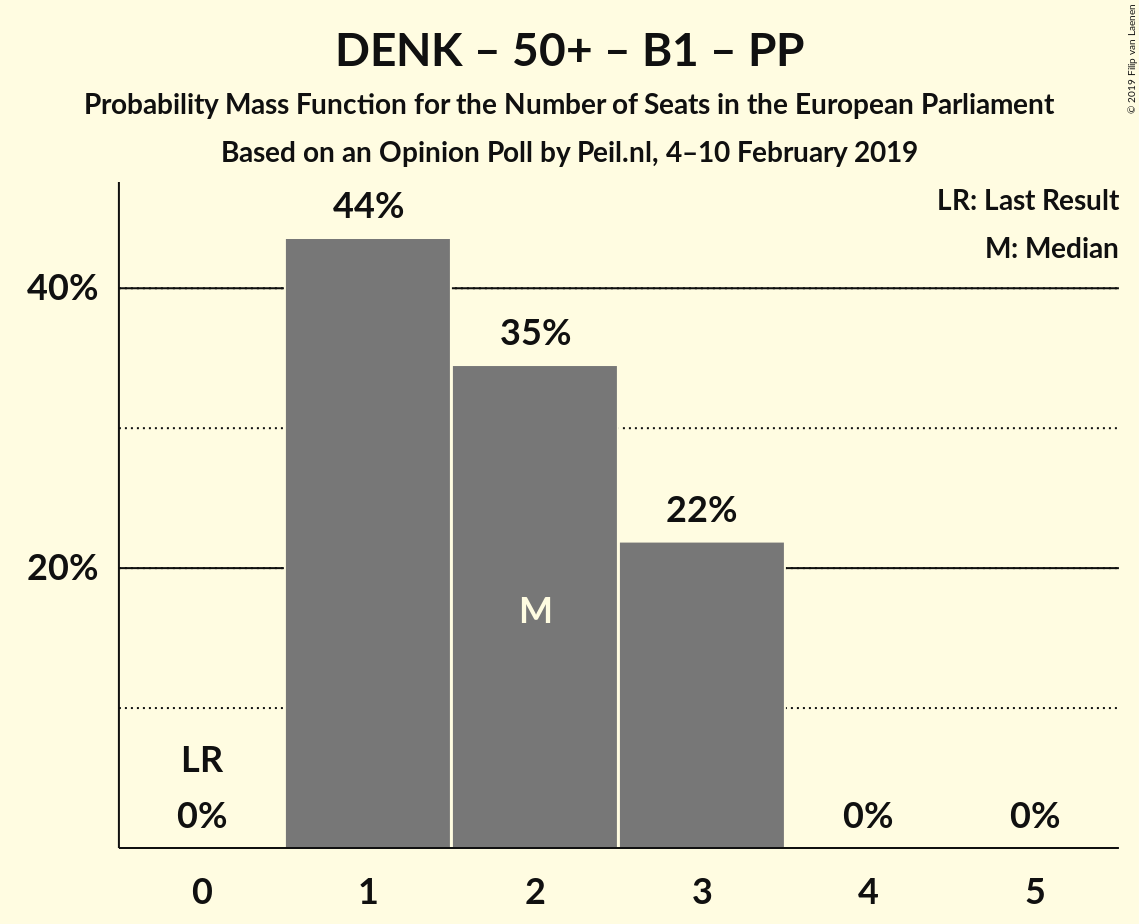 DENK – 50+ – B1 – PP
Probability Mass Function for the Number of Seats in the European Parliament
Based on an Opinion Poll by Peil.nl, 4–10 February 2019
© 2019 Filip van Laenen
LR: Last Result
M: Median
44%
40%
35%
22%
20%
M
LR
0%
0%
0%
0
1
2
3
4
5